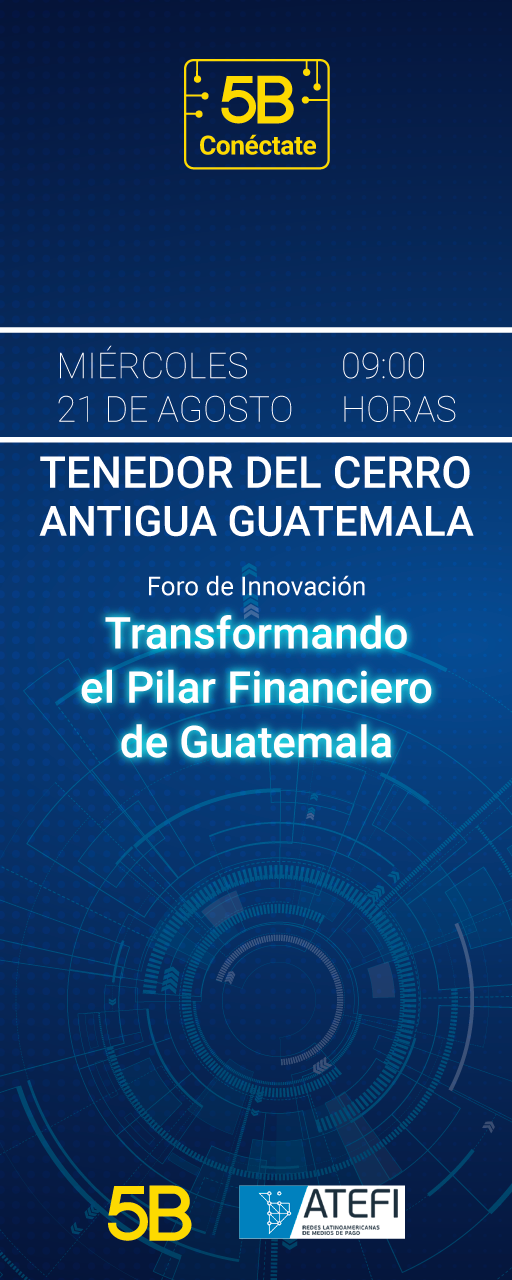 5B
Conéctate
MIÉRCOLES 09:00
21 DE AGOSTO HORAS
TENEDOR DEL CERRO
ANTIGUA GUATEMALA
Foro de Innovación
Transformando
el Pilar Financiero
de Guatemala
5B
ATEFI
REDES LATINOAMERICANAS
DE MEDIOS DE PAGO